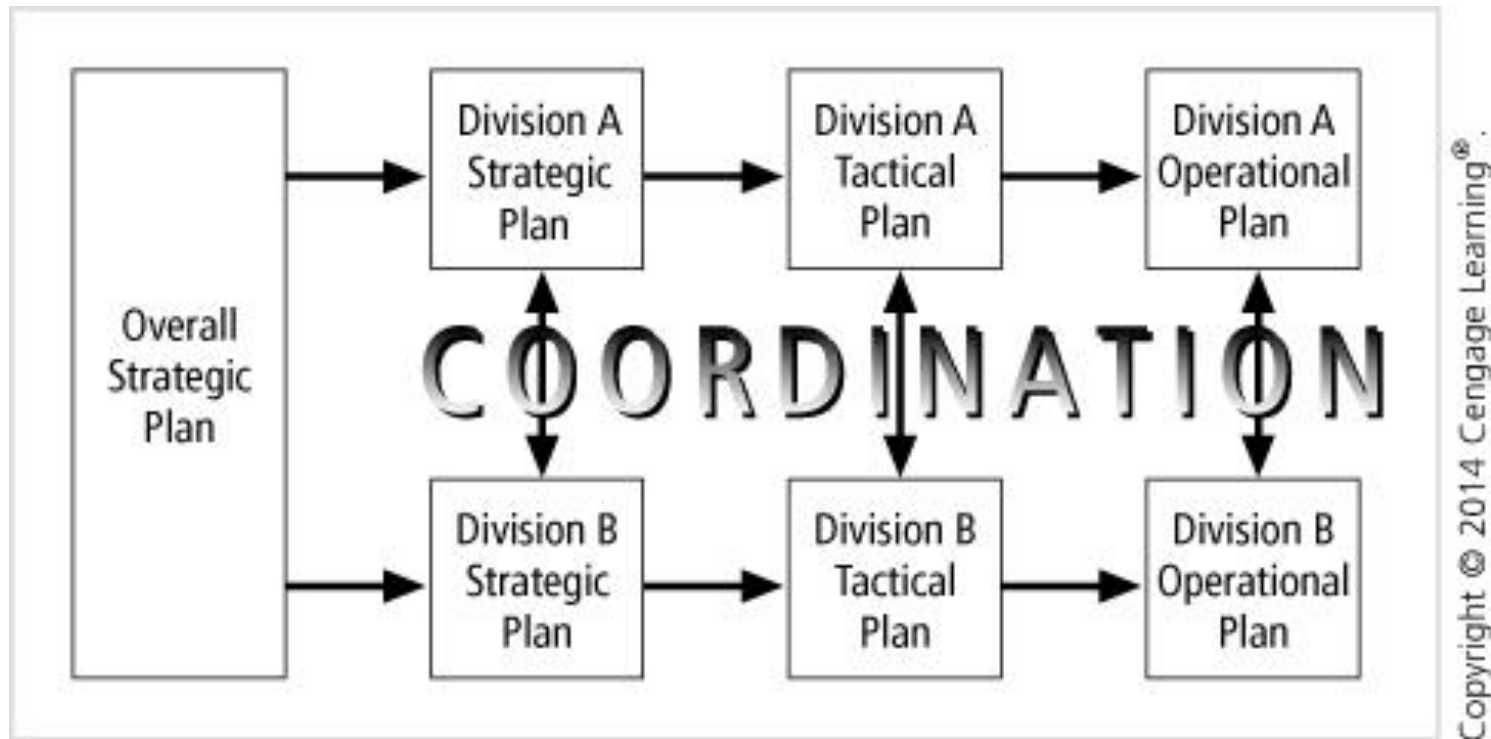 Overall
Strategic
Plan
Division A
Strategic
Plan
Division A
Tactical
Plan
Division A
Operational
Plan
COORDINATION
Division B
Strategic
Plan
Division B
Tactical
Plan
Division B
Operational
Plan
Copyright © 2014 Cengage Learning®.